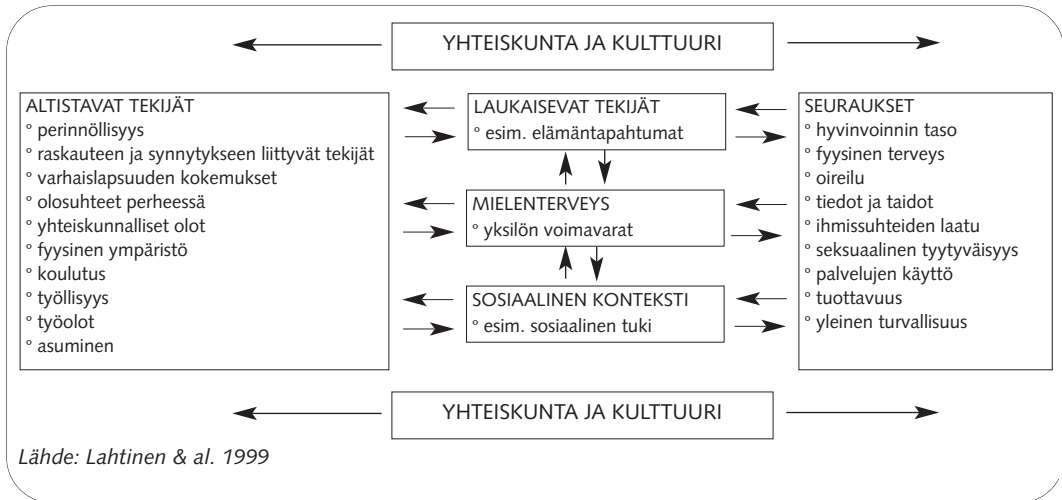 YHTEISKUNTA JA KULTTUURI
ALTISTAVAT TEKIJÄT
° perinnöllisyys
° raskauteen ja synnytykseen liittyvät tekijät
° varhaislapsuuden kokemukset
° olosuhteet perheessä
° yhteiskunnalliset olot
° fyysinen ympäristö
° koulutus
° työllisyys
° työolot
° asuminen
LAUKAISEVAT TEKIJÄT
° esim. elämäntapahtumat
MIELENTERVEYS
° yksilön voimavarat
SOSIAALINEN KONTEKSTI
° esim. sosiaalinen tuki
SEURAUKSET
° hyvinvoinnin taso
° fyysinen terveys
° oireilu
° tiedot ja taidot
° ihmissuhteiden laatu
° seksuaalinen tyytyväisyys
° palvelujen käyttö
° tuottavuus
° yleinen turvallisuus
YHTEISKUNTA JA KULTTUURI
Lähde: Lahtinen & al. 1999